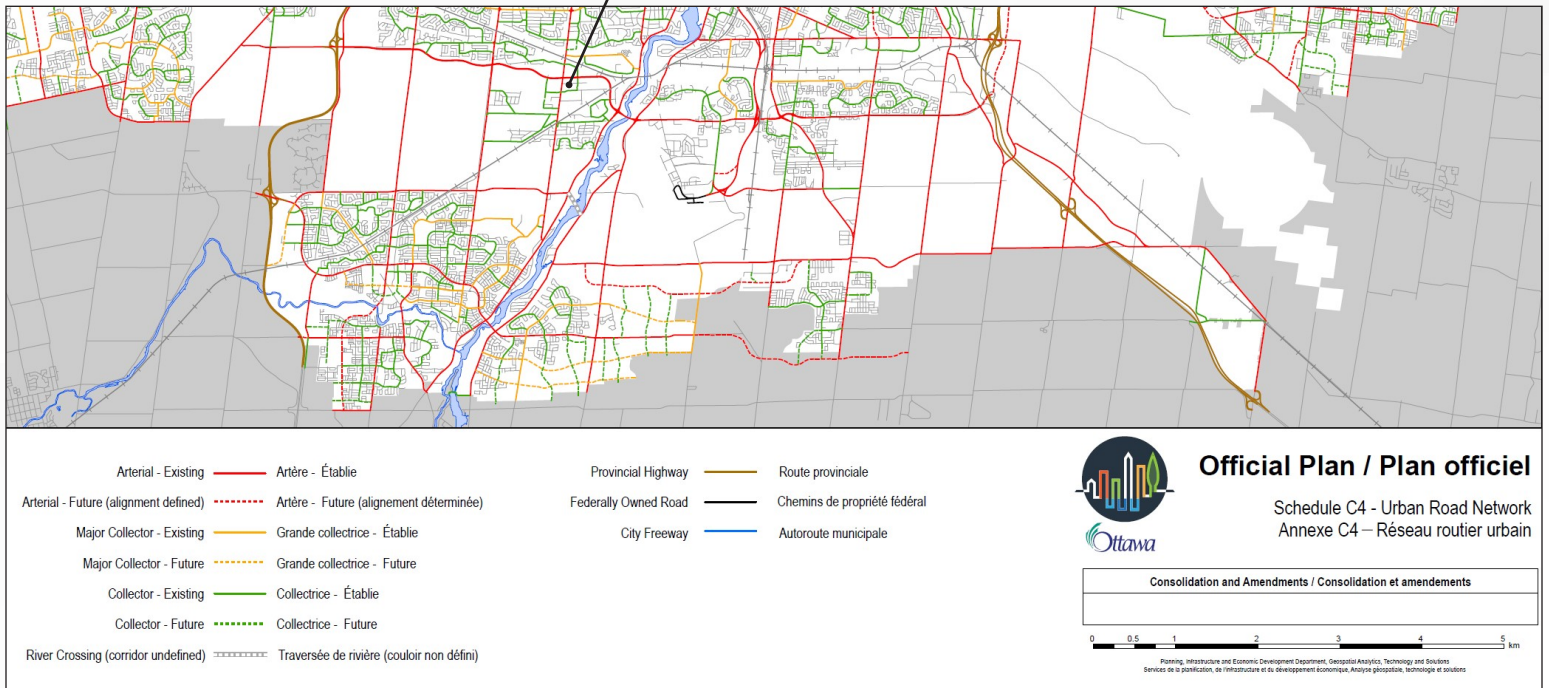 Arterial - Existing Artère - Établie
Arterial - Future (alignment defined) Artère - Future (alignement déterminée)
Major Collector - Existing Grande collectrice - Établie
Major Collector - Future Grande collectrice - Future
Collector - Existing Collectrice - Établie
Collector - Future Collectrice - Future
River Crossing (corridor undefined) Traversée de rivière (couloir non défini)
Provincial Highway Route provinciale
Federally Owned Road Chemins de propriété fédéral
City Freeway Autoroute municipale
Ottawa
Official Plan / Plan officiel
Schedule C4 - Urban Road Network
Annexe C4 – Réseau routier urbain
Consolidation and Amendments / Consolidation et amendements
0 0.5 1 2 3 4 5 km
Planning, Infrastructure and Economic Development Department, Geospatial Analytics, Technology and Solutions
Services de la planification, de l'infrastructure et du développement économique, Analyse géospatiale, technologie et solutions